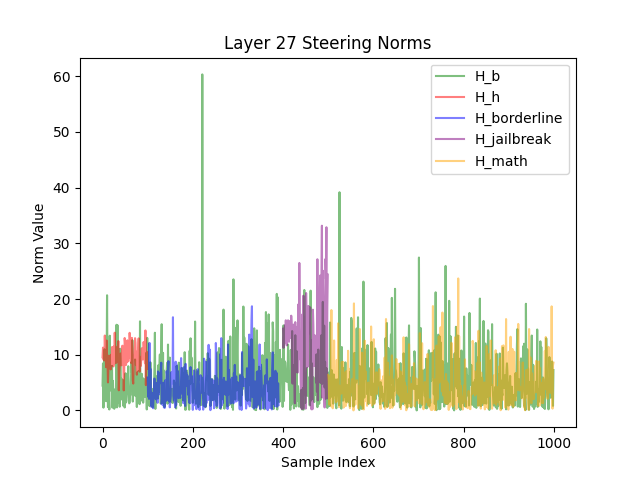 Layer 27 Steering Norms
H_b
H_h
H_borderline
H_jailbreak
H_math
Norm Value
60
50
40
30
20
10
0
0 200 400 600 800 1000
Sample Index